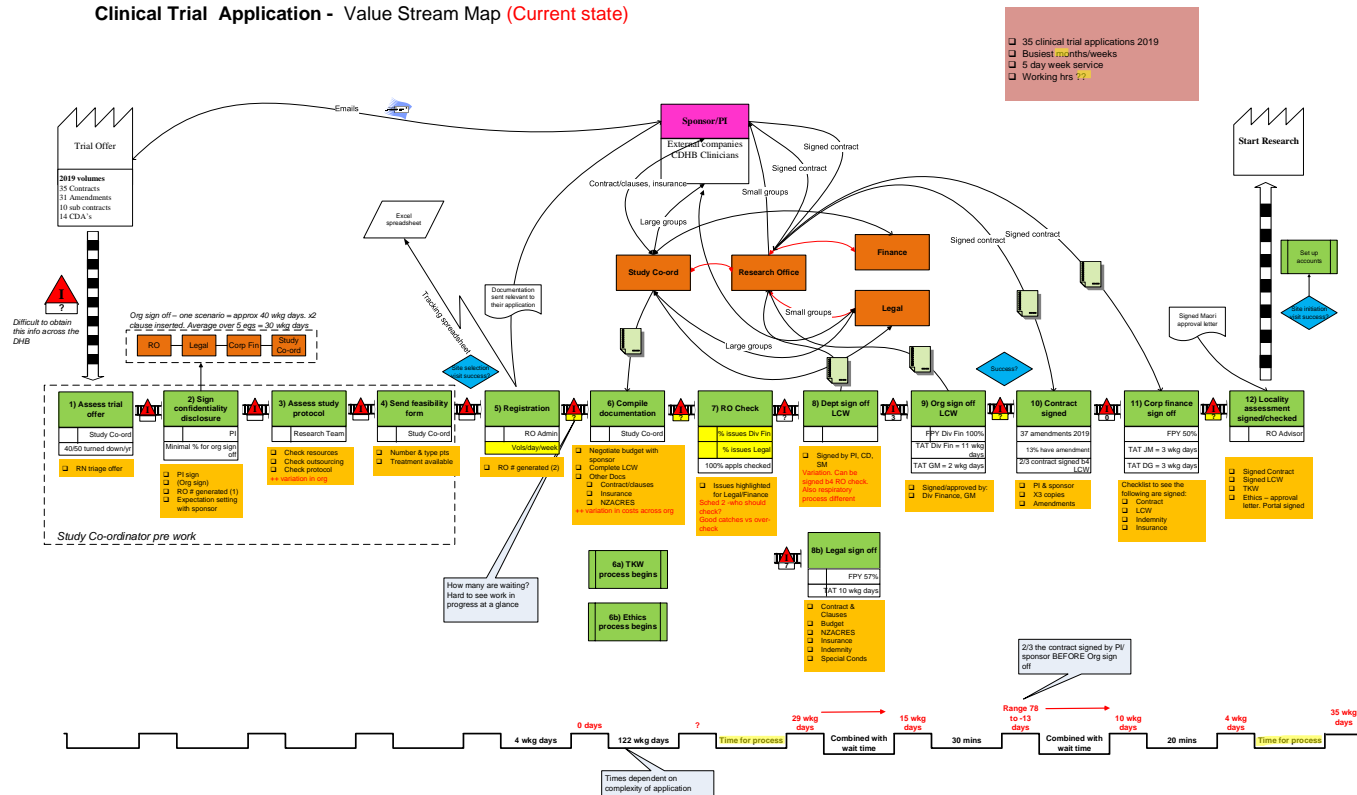 Clinical Trial Application - Value Stream Map (Current state)
35 clinical trial applications 2019
Busiest months/weeks
5 day week service
Working hrs ??
Emails
Trial Offer
2019 volumes
35 Contracts
31 Amendments
10 sub contracts
14 CDA's
Sponsor/PI
External companies
CDHB Clinicians
Start Research
Signed contract
Signed contract
Contract/clauses, insurance
Small groups
Large groups
Excel
spreadsheet
Tracking spreadsheet
Documentation
sent relevant to
their application
Study Co-ord
Research Office
Finance
Legal
Signed contract
Signed contract
Small groups
Large groups
Set up
accounts
Site initiation
visit success?
Signed Maori
approval letter
!
?
Difficult to obtain
this info across the
DHB
Org sign off – one scenario = approx 40 wkg days. x2
clause inserted. Average over 5 egs = 30 wkg days
RO
Legal
Corp Fin
Study
Co-ord
Site selection
visit success?
Success?
1) Assess trial
offer
Study Co-ord
40/50 turned down/yr
RN triage offer
2) Sign
confidentiality
disclosure
PI
Minimal % for org sign
off
PI sign
(Org sign)
RO # generated (1)
Expectation setting
with sponsor
3) Assess study
protocol
Research Team
Check resources
Check outsourcing
Check protocol
++ variation in org
4) Send feasibility
form
Study Co-ord
Number & type pts
Treatment available
Study Co-ordinator pre work
5) Registration
RO Admin
Vols/day/week
RO # generated (2)
?
6) Compile
documentation
Study Co-ord
Negotiate budget with
sponsor
Complete LCW
Other Docs
Contract/clauses
Insurance
NZACRES
++ variation in costs across org
?
7) RO Check
% issues Div Fin
% issues Legal
100% appls checked
Issues highlighted
for Legal/Finance
Sched 2 -who should
check?
Good catches vs over-
check
?
8) Dept sign off
LCW
Signed by PI, CD,
SM
Variation. Can be
signed b4 RO check.
Also respiratory
process different.
3
9) Org sign off
LCW
FPY Div Fin 100%
TAT Div Fin = 11 wkg
days
TAT GM = 2 wkg days
Signed/approved by:
Div Finance, GM
?
10) Contract
signed
37 amendments 2019
13% have amendment
2/3 contract signed b4
LCW
PI & sponsor
X3 copies
Amendments
0
11) Corp finance
sign off
FPY 50%
TAT JM = 3 wkg days
TAT DG = 3 wkg days
Checklist to see the
following are signed:
Contract
LCW
Indemnity
Insurance
?
12) Locality
assessment
signed/checked
RO Advisor
Signed Contract
Signed LCW
TKW
Ethics – approval
letter. Portal signed
How many are waiting?
Hard to see work in
progress at a glance
6a) TKW
process begins
6b) Ethics
process begins
7
8b) Legal sign off
FPY 57%
TAT 10 wkg days
Contract &
Clauses
Budget
NZACRES
Insurance
Indemnity
Special Conds
2/3 the contract signed by PI/
sponsor BEFORE Org sign
off
4 wkg days
0 days
122 wkg days
?
Time for process
29 wkg
days
Combined with
wait time
15 wkg
days
30 mins
Range 78
to -13
days
Combined with
wait time
10 wkg
days
20 mins
4 wkg
days
Time for process
35 wkg
days
Times dependent on
complexity of application